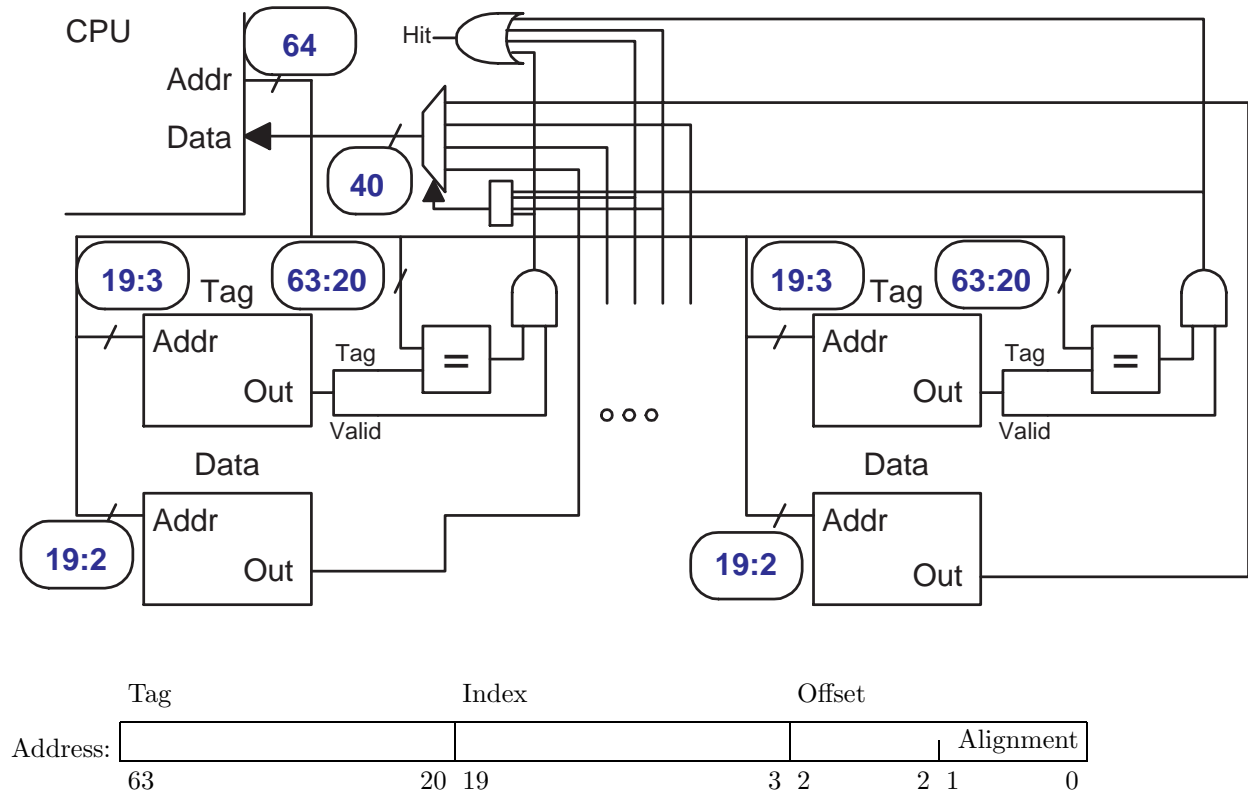 CPU
64
Hit
Addr
Data
40
19:3
Tag
63:20
19:3
Tag
63:20
Addr
Out
Tag
=
Valid
Addr
Out
Tag
=
Valid
Data
Addr
Out
19:2
Data
Addr
Out
19:2
Tag Index Offset
Address: Alignment
63 20 19 3 2 2 1 0